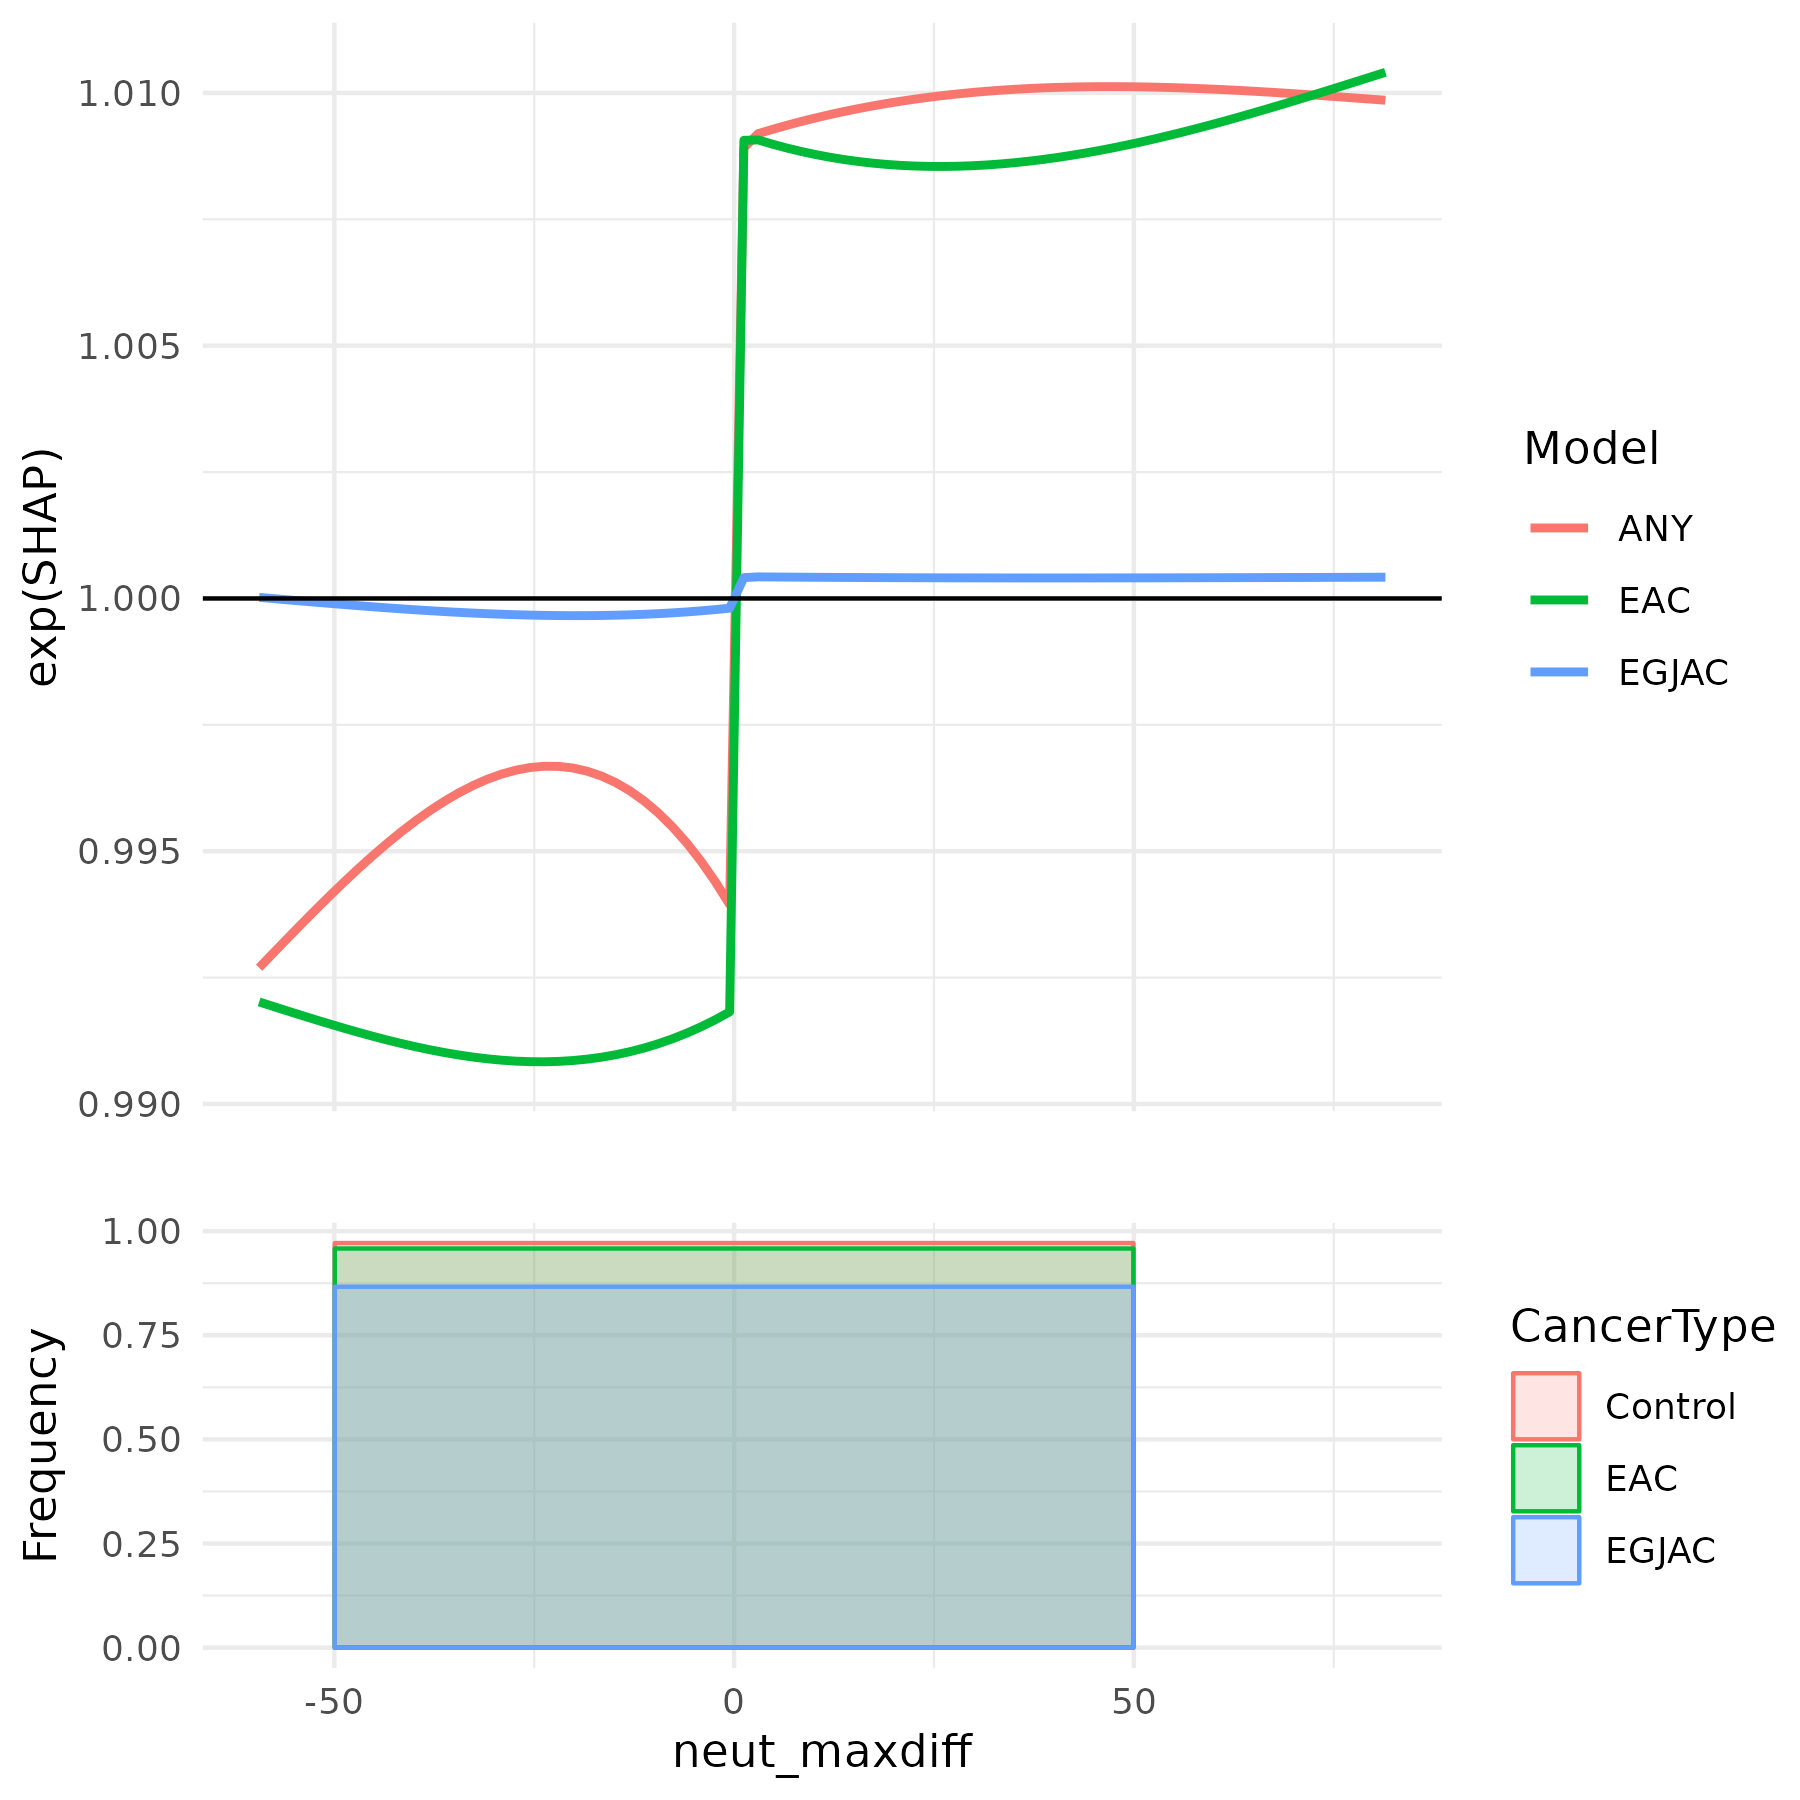 exp(SHAP)
1.010
1.005
1.000
0.995
0.990
Model
ANY
EAC
EGJAC
Frequency
1.00
0.75
0.50
0.25
0.00
-50
0
50
neut_maxdiff
CancerType
Control
EAC
EGJAC